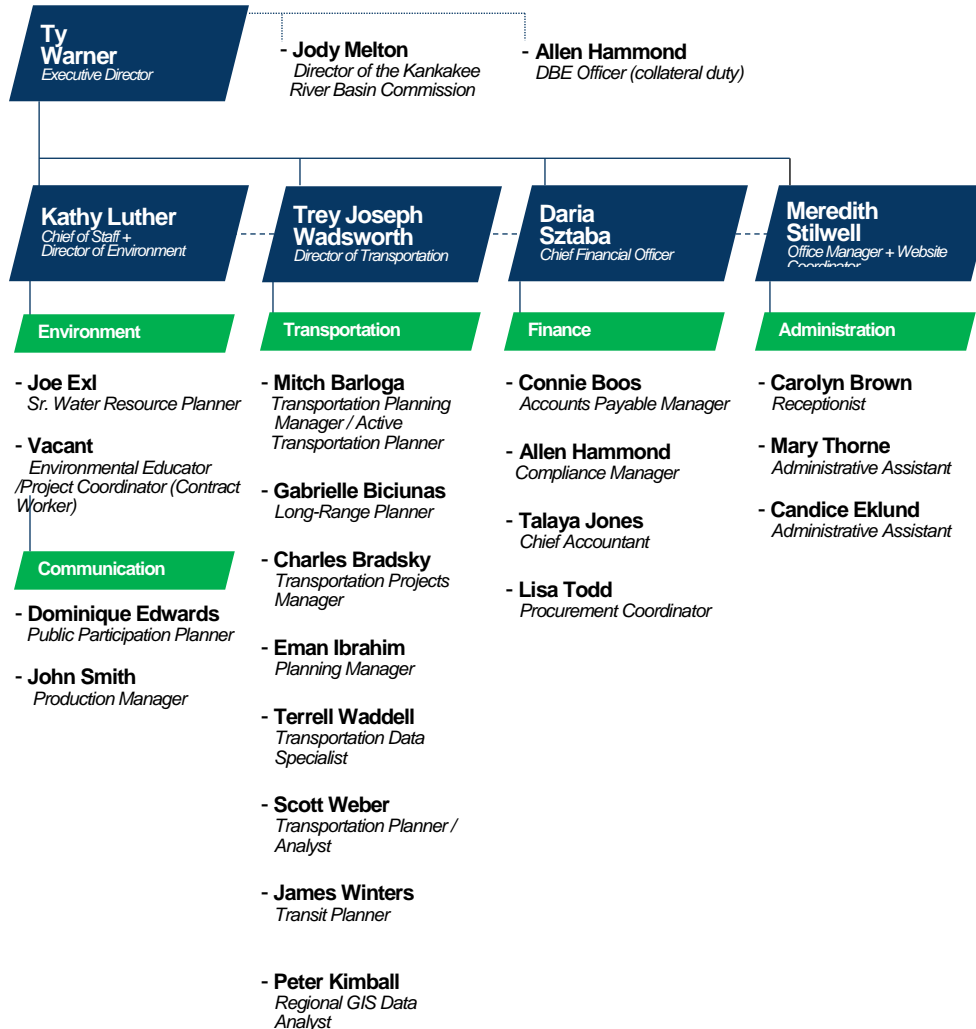 Ty
Warner
Executive Director
- Jody Melton
Director of the Kankakee
River Basin Commission
- Allen Hammond
DBE Officer (collateral duty)
Kathy Luther
Chief of Staff +
Director of Environment
Trey Joseph
Wadsworth
Director of Transportation
Daria
Sztaba
Chief Financial Officer
Meredith
Stilwell
Office Manager + Website
Coordinator
Environment
- Joe Exl
Sr. Water Resource Planner
- Vacant
Environmental Educator
/Project Coordinator (Contract
Worker)
Communication
- Dominique Edwards
Public Participation Planner
- John Smith
Production Manager
Transportation
- Mitch Barloga
Transportation Planning
Manager / Active
Transportation Planner
- Gabrielle Biciunas
Long-Range Planner
- Charles Bradsky
Transportation Projects
Manager
- Eman Ibrahim
Planning Manager
- Terrell Waddell
Transportation Data
Specialist
- Scott Weber
Transportation Planner /
Analyst
- James Winters
Transit Planner
- Peter Kimball
Regional GIS Data
Analyst
Finance
- Connie Boos
Accounts Payable Manager
- Allen Hammond
Compliance Manager
- Talaya Jones
Chief Accountant
- Lisa Todd
Procurement Coordinator
Administration
- Carolyn Brown
Receptionist
- Mary Thorne
Administrative Assistant
- Candice Eklund
Administrative Assistant